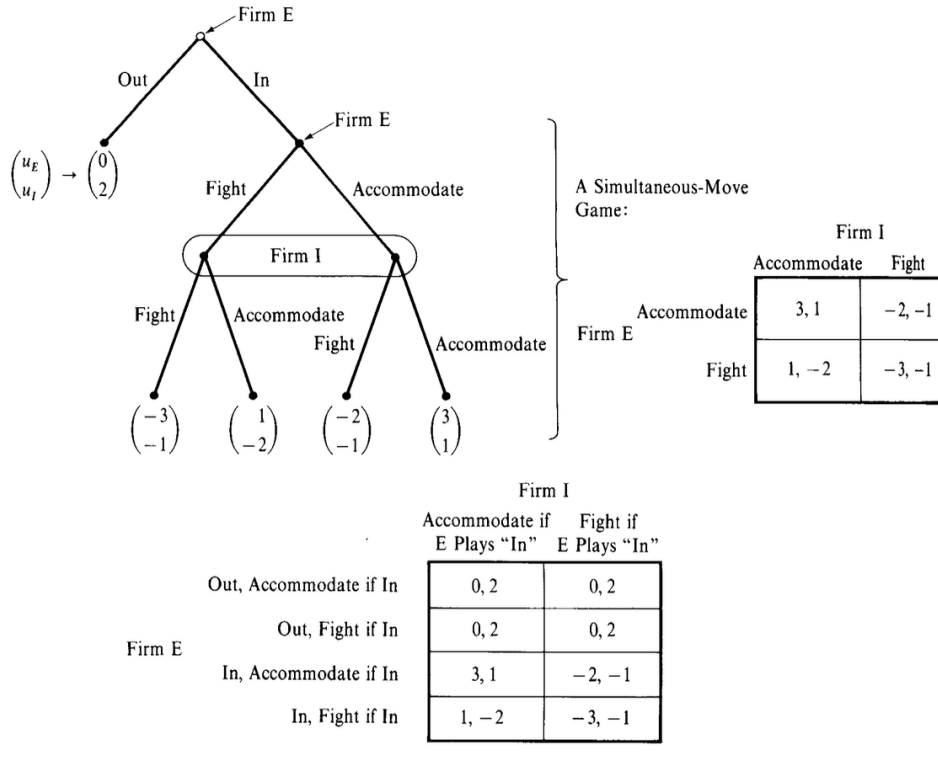 Firm E
Out
In
Firm E
(u_E u_I) → (0 2)
Fight
Accommodate
Firm I
Fight
Accommodate
Fight
Accommodate
(−3 −1)
(1 −2)
(−2 −1)
(3 1)
A Simultaneous-Move
Game:
Firm I
Accommodate Fight
Firm E
Accommodate 3, 1 −2, −1
Fight 1, −2 −3, −1
Firm I
Accommodate if Fight if
E Plays “In” E Plays “In”
Firm E
Out, Accommodate if In 0, 2 0, 2
Out, Fight if In 0, 2 0, 2
In, Accommodate if In 3, 1 −2, −1
In, Fight if In 1, −2 −3, −1